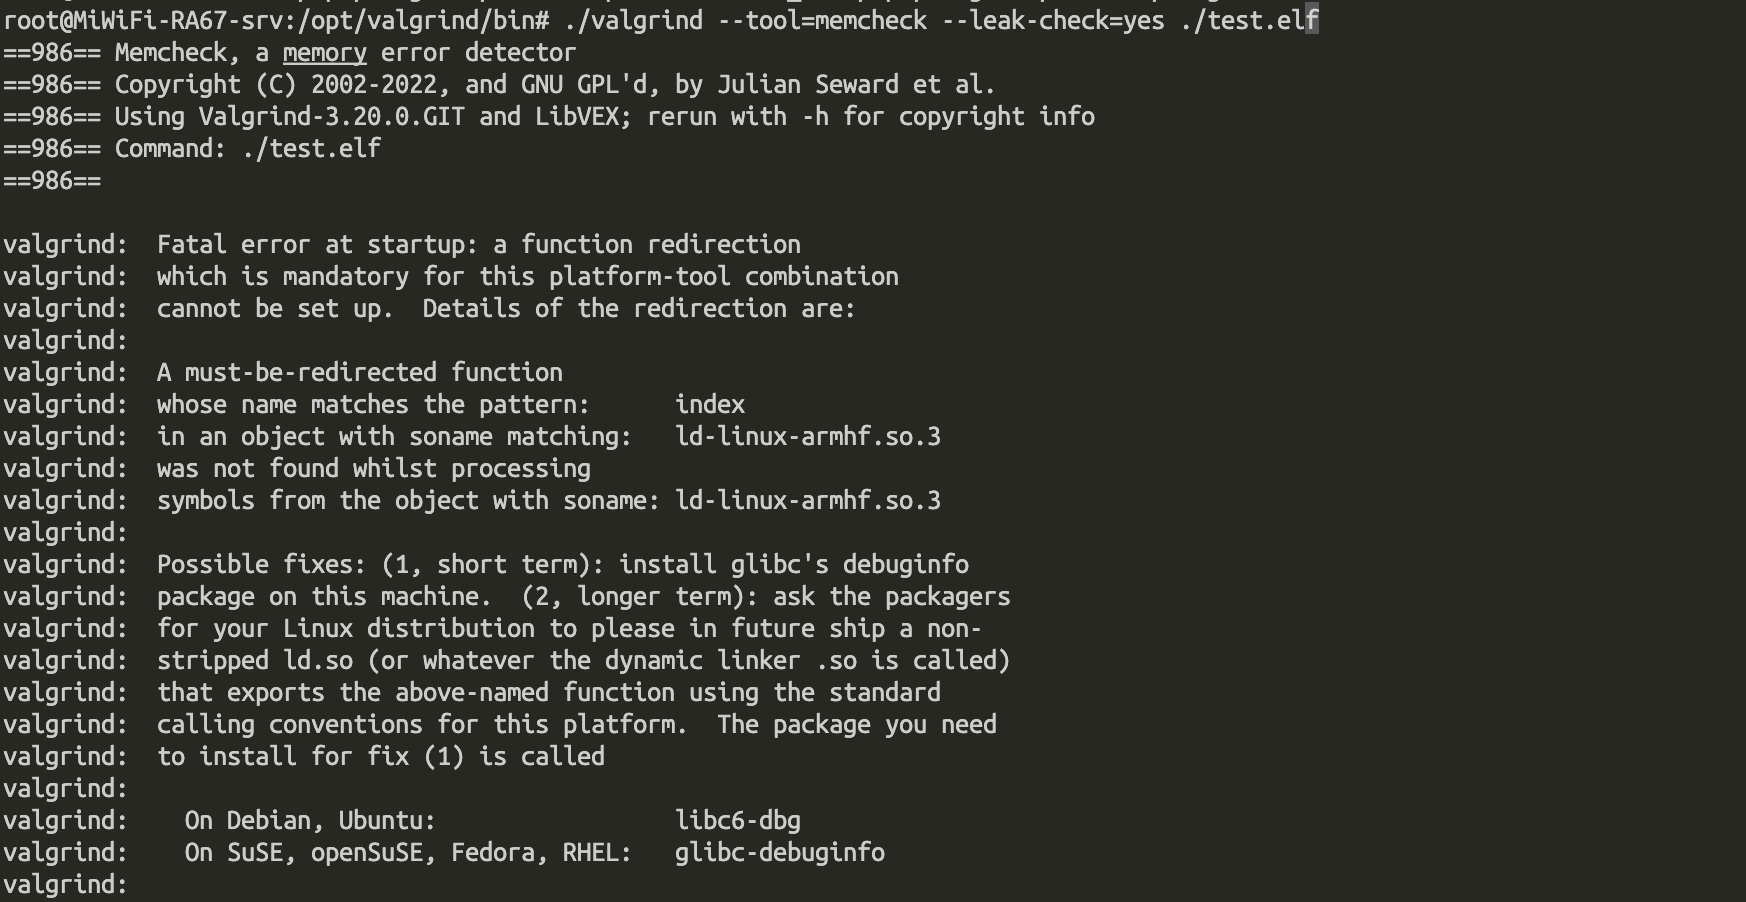 root@MiWiFi-RA67-srv:/opt/valgrind/bin# ./valgrind --tool=memcheck --leak-check=yes ./test.elf
==986== Memcheck, a memory error detector
==986== Copyright (C) 2002-2022, and GNU GPL'd, by Julian Seward et al.
==986== Using Valgrind-3.20.0.GIT and LibVEX; rerun with -h for copyright info
==986== Command: ./test.elf
==986==
valgrind:  Fatal error at startup: a function redirection
valgrind:  which is mandatory for this platform-tool combination
valgrind:  cannot be set up.  Details of the redirection are:
valgrind:
valgrind:  A must-be-redirected function
valgrind:  whose name matches the pattern:      index
valgrind:  in an object with soname matching:   ld-linux-armhf.so.3
valgrind:  was not found whilst processing
valgrind:  symbols from the object with soname: ld-linux-armhf.so.3
valgrind:
valgrind:  Possible fixes: (1, short term): install glibc's debuginfo
valgrind:  package on this machine.  (2, longer term): ask the packagers
valgrind:  for your Linux distribution to please in future ship a non-
valgrind:  stripped ld.so (or whatever the dynamic linker .so is called)
valgrind:  that exports the above-named function using the standard
valgrind:  calling conventions for this platform.  The package you need
valgrind:  to install for fix (1) is called
valgrind:
valgrind:    On Debian, Ubuntu:                 libc6-dbg
valgrind:    On SuSE, openSuSE, Fedora, RHEL:   glibc-debuginfo
valgrind: